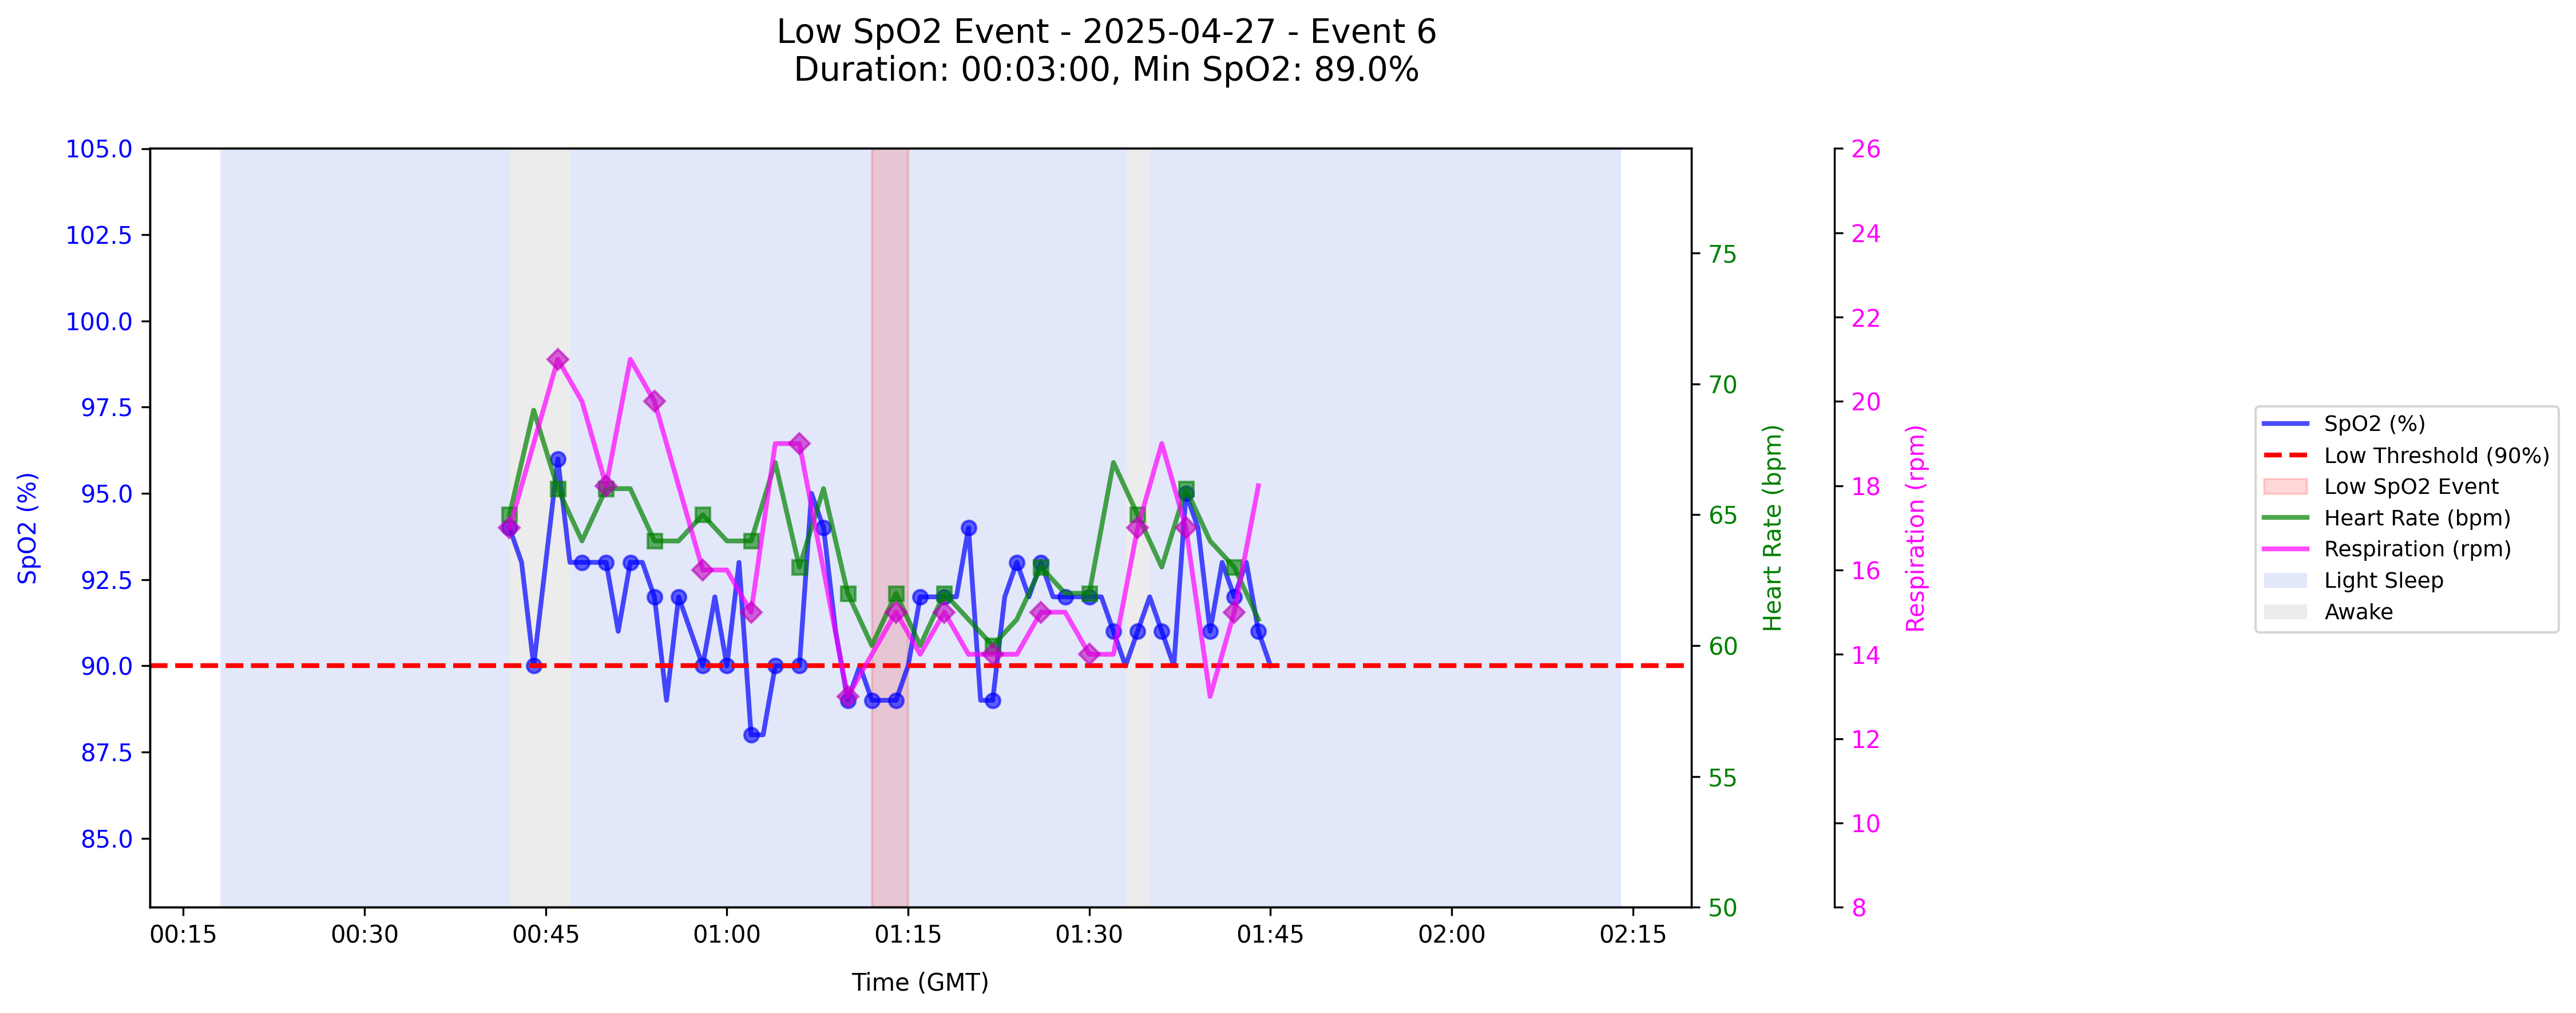 Low SpO2 Event - 2025-04-27 - Event 6
Duration: 00:03:00, Min SpO2: 89.0%
105.0
102.5
100.0
97.5
95.0
92.5
90.0
87.5
85.0
SpO2 (%)
00:15
00:30
00:45
01:00
01:15
01:30
01:45
02:00
02:15
Time (GMT)
75
70
65
60
55
50
Heart Rate (bpm)
26
24
22
20
18
16
14
12
10
8
Respiration (rpm)
SpO2 (%)
Low Threshold (90%)
Low SpO2 Event
Heart Rate (bpm)
Respiration (rpm)
Light Sleep
Awake